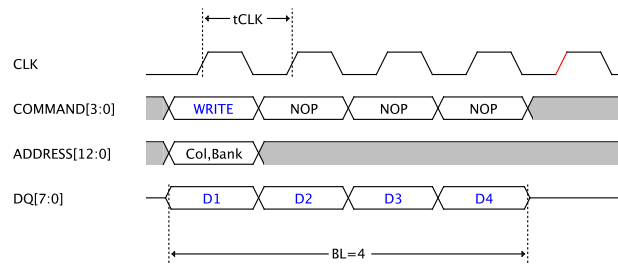 tCLK
CLK
COMMAND[3:0] WRITE NOP NOP NOP
ADDRESS[12:0] Col,Bank
DQ[7:0] D1 D2 D3 D4
BL=4